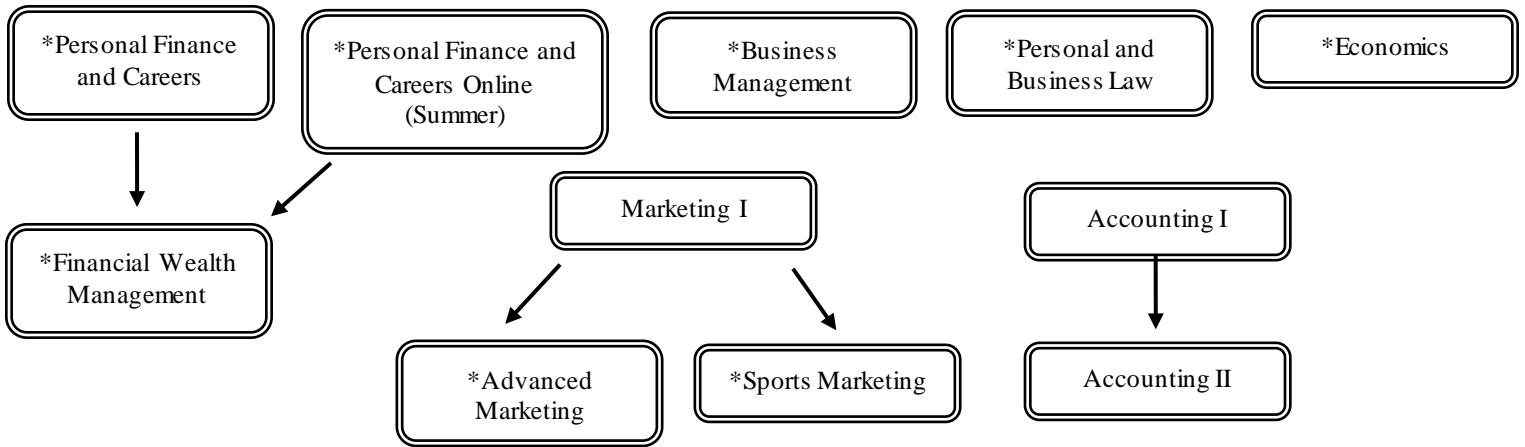 *Personal Finance
and Careers
*Personal Finance and
Careers Online
(Summer)
*Business
Management
*Personal and
Business Law
*Economics
Marketing I
Accounting I
*Financial Wealth
Management
*Advanced
Marketing
*Sports Marketing
Accounting II